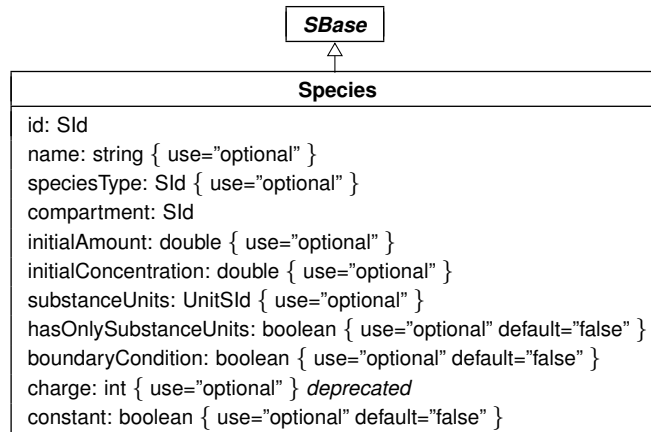 SBase
Species
id: SId
name: string { use=”optional” }
speciesType: SId { use=”optional” }
compartment: SId
initialAmount: double { use=”optional” }
initialConcentration: double { use=”optional” }
substanceUnits: UnitSId { use=”optional” }
hasOnlySubstanceUnits: boolean { use=”optional” default=”false” }
boundaryCondition: boolean { use=”optional” default=”false” }
charge: int { use=”optional” } deprecated
constant: boolean { use=”optional” default=”false” }